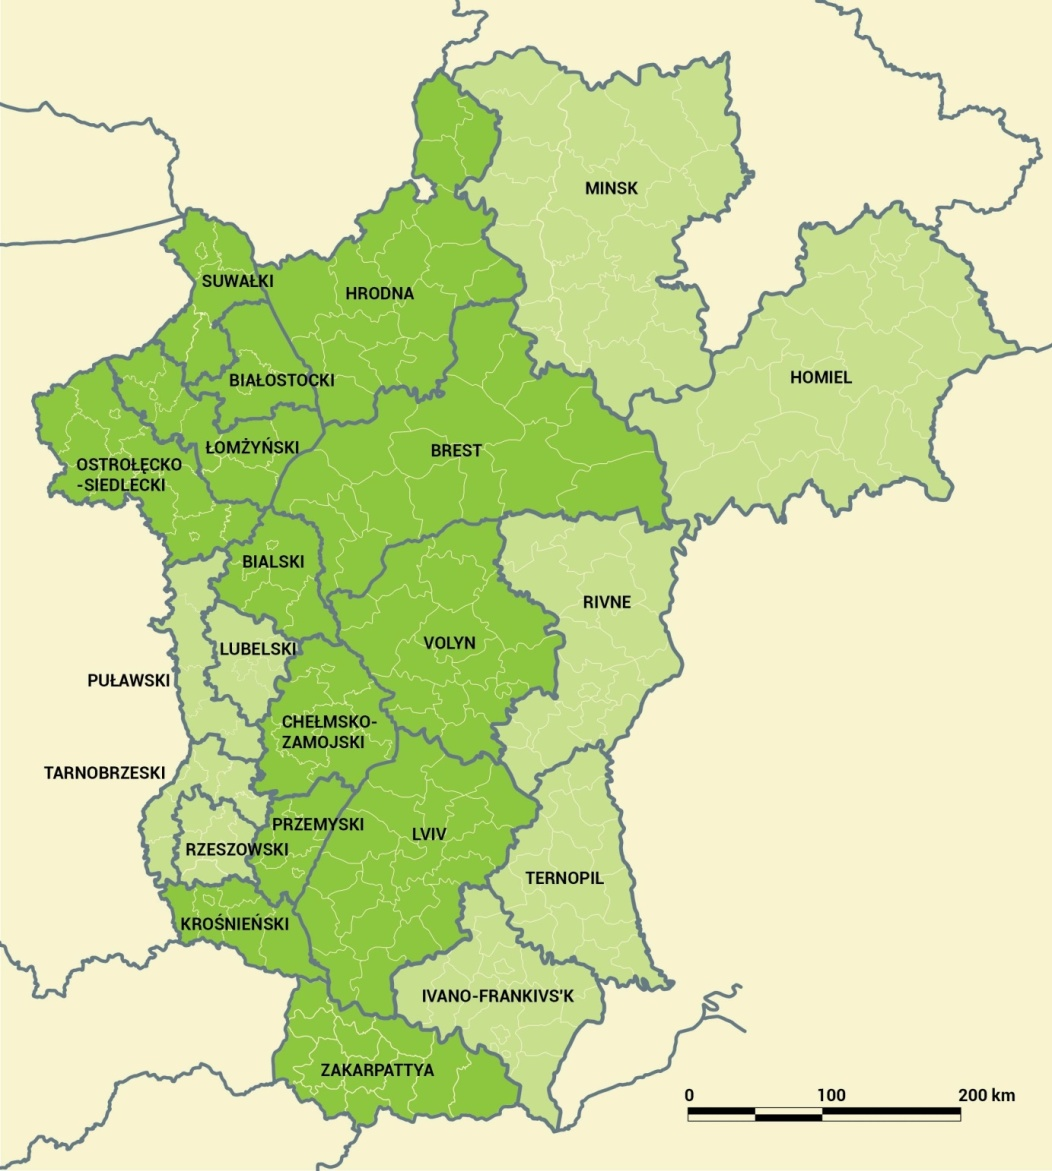 MINSK
SUWAŁKI
HRODNA
BIAŁOSTOCKI
HOMIEL
ŁOMŻYŃSKI
BREST
OSTROŁĘCKO
-SIEDLECKI
BIALSKI
RIVNE
LUBELSKI
VOLYN
PUŁAWSKI
CHEŁMSKO-
ZAMOJSKI
TARNOBRZESKI
PRZEMYSKI
LVIV
RZESZOWSKI
TERNOPIL
KROŚNIEŃSKI
IVANO-FRANKIVS'K
ZAKARPATTYA
0 100 200 km